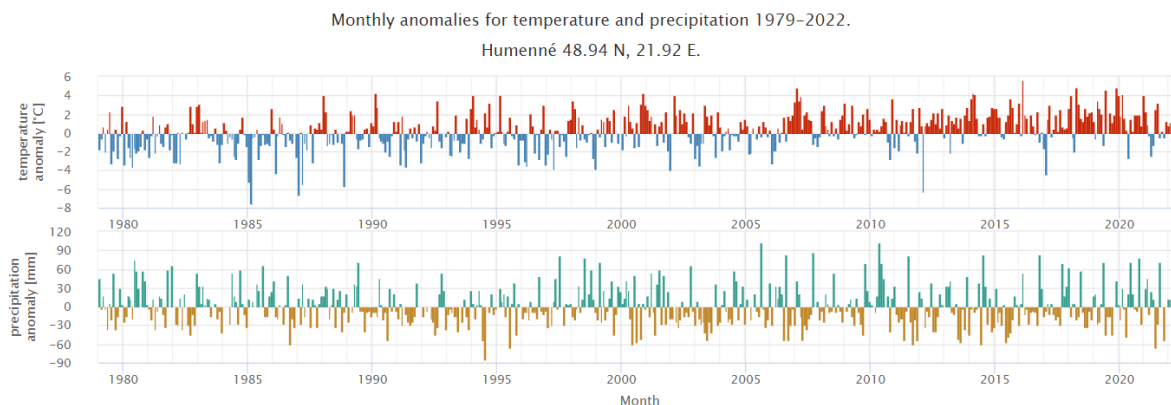 Monthly anomalies for temperature and precipitation 1979–2022.
Humenné 48.94 N, 21.92 E.
temperature
anomaly [°C]
6
4
2
0
−2
−4
−6
−8
1980 1985 1990 1995 2000 2005 2010 2015 2020
precipitation
anomaly [mm]
120
90
60
30
0
−30
−60
−90
1980 1985 1990 1995 2000 2005 2010 2015 2020
Month